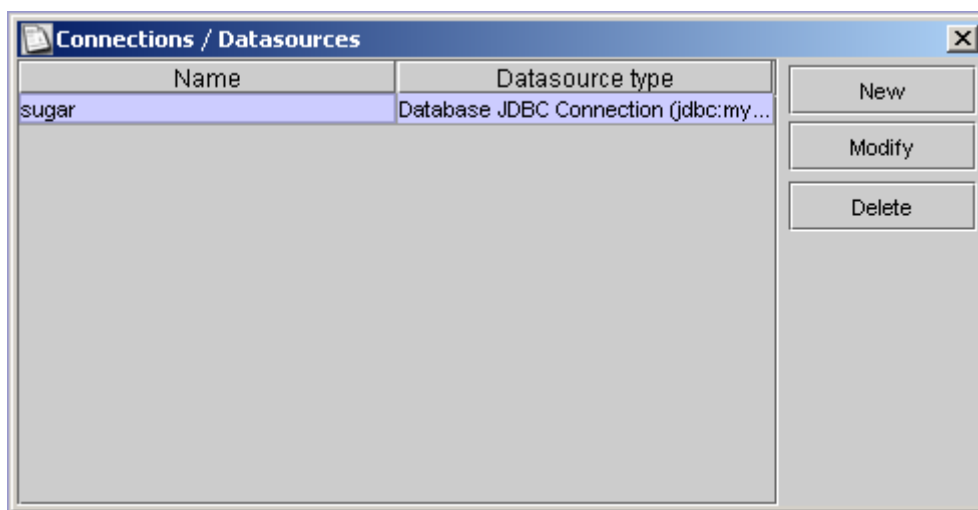 Connections / Datasources
Name Datasource type
sugar Database JDBC Connection (jdbc:my...
New
Modify
Delete